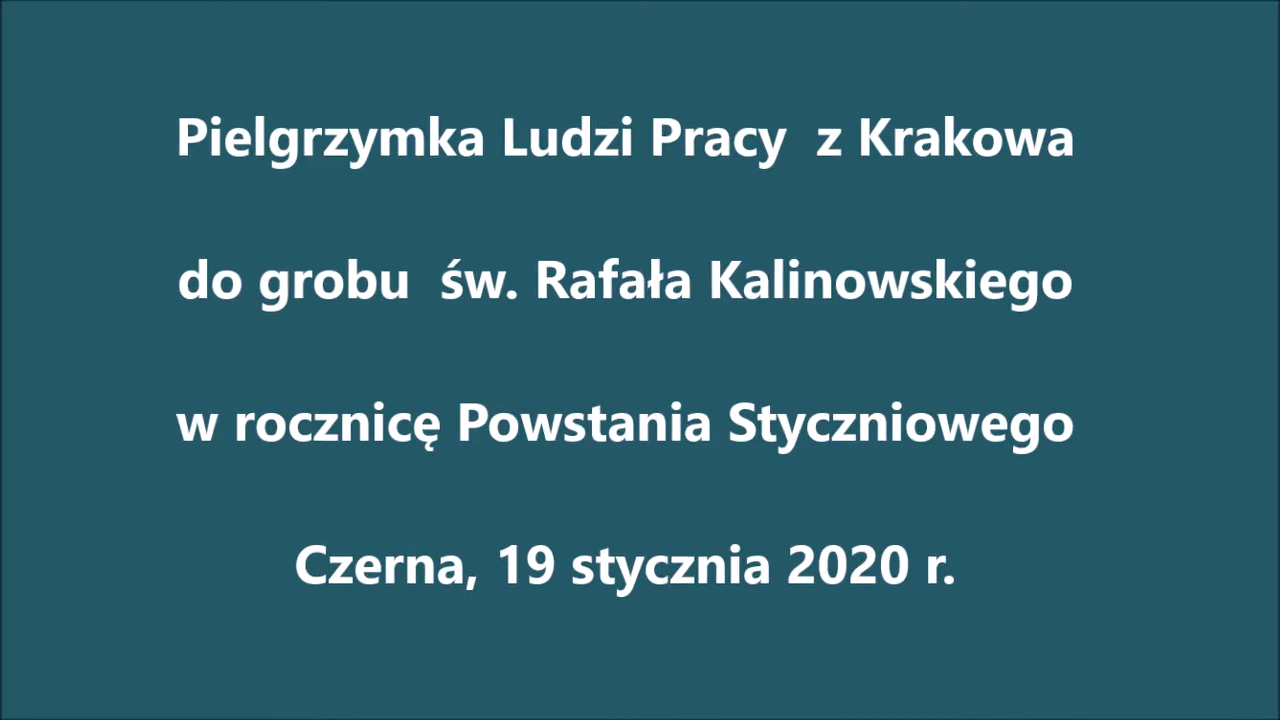 Pielgrzymka Ludzi Pracy  z Krakowa
do grobu  św. Rafała Kalinowskiego
w rocznicę Powstania Styczniowego
Czerna, 19 stycznia 2020 r.